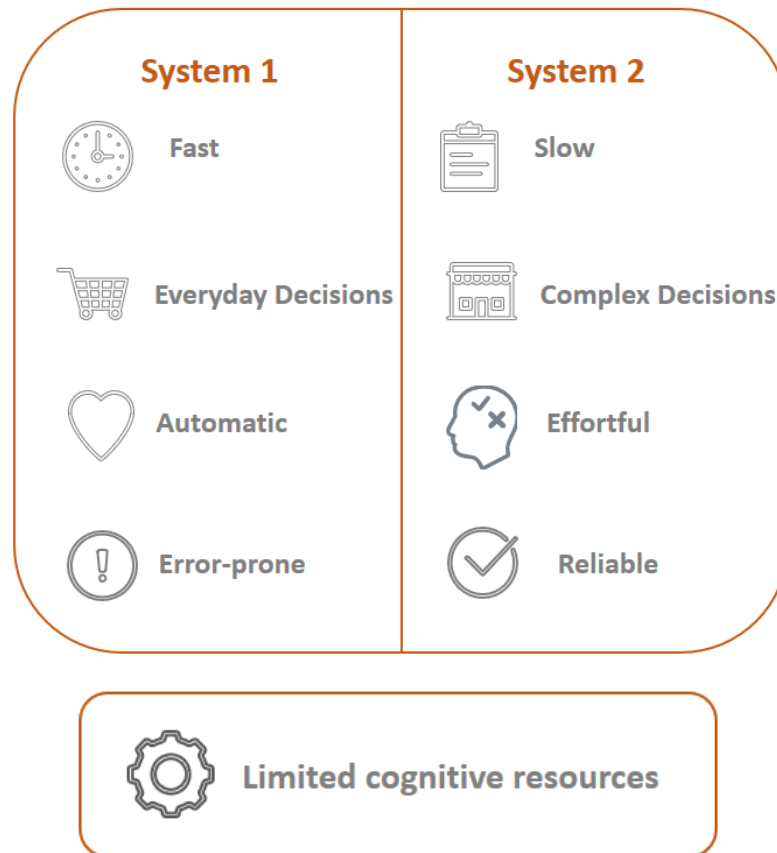 System 1
Fast
Everyday Decisions
Automatic
Error-prone
System 2
Slow
Complex Decisions
Effortful
Reliable
Limited cognitive resources